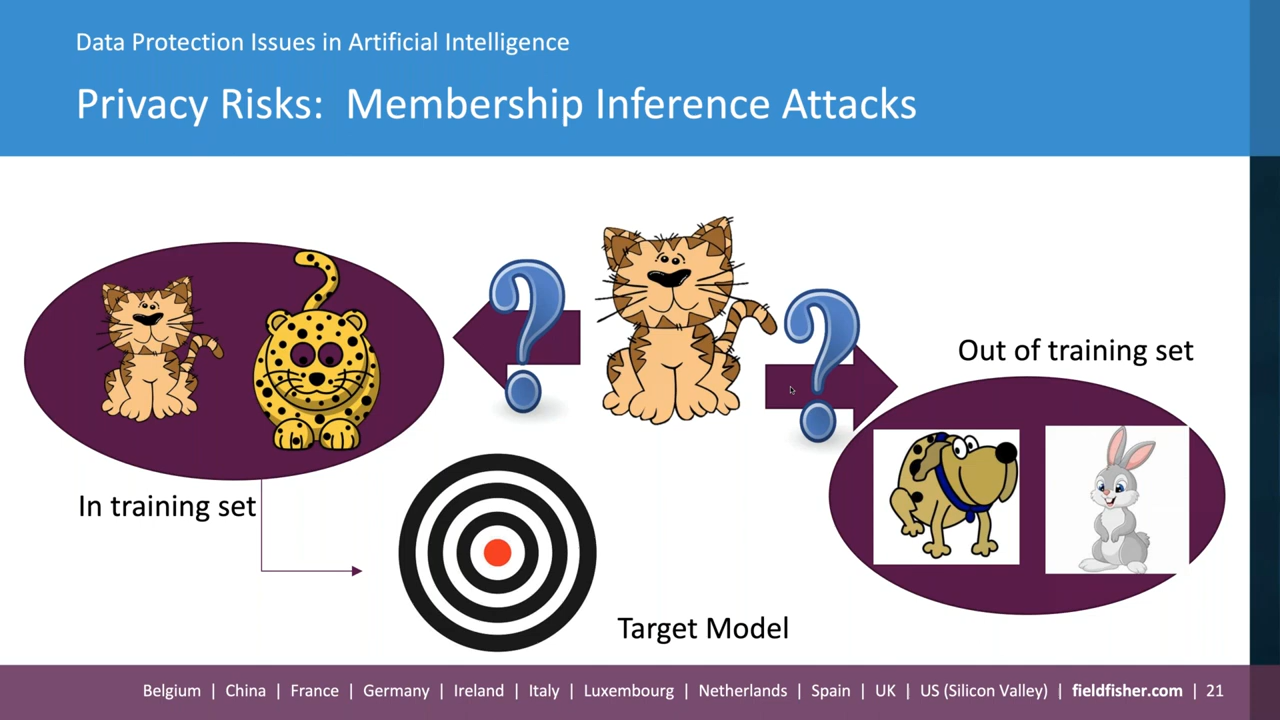 Data Protection Issues in Artificial Intelligence
Privacy Risks: Membership Inference Attacks
Out of training set
In training set
Target Model
Belgium | China | France | Germany | Ireland | Italy | Luxembourg | Netherlands | Spain | UK | US (Silicon Valley) | fieldfisher.com | 21